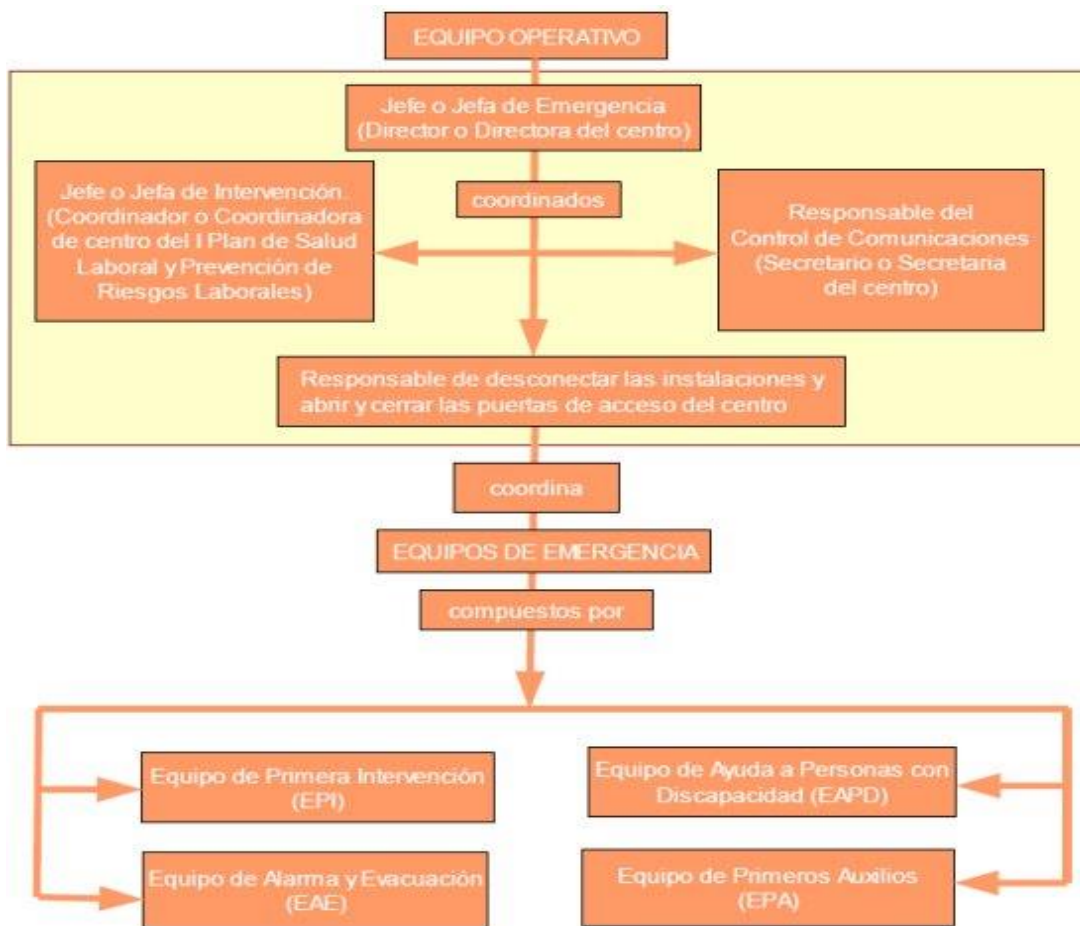 EQUIPO OPERATIVO
Jefe o Jefa de Emergencia
(Director o Directora del centro)
Jefe o Jefa de Intervención.
(Coordinador o Coordinadora
de centro del I Plan de Salud
Laboral y Prevención de
Riesgos Laborales)
coordinados
Responsable del
Control de Comunicaciones
(Secretario o Secretaria
del centro)
Responsable de desconectar las instalaciones y
abrir y cerrar las puertas de acceso del centro
coordina
EQUIPOS DE EMERGENCIA
compuestos por
Equipo de Primera Intervención
(EPI)
Equipo de Ayuda a Personas con
Discapacidad (EAPD)
Equipo de Alarma y Evacuación
(EAE)
Equipo de Primeros Auxilios
(EPA)